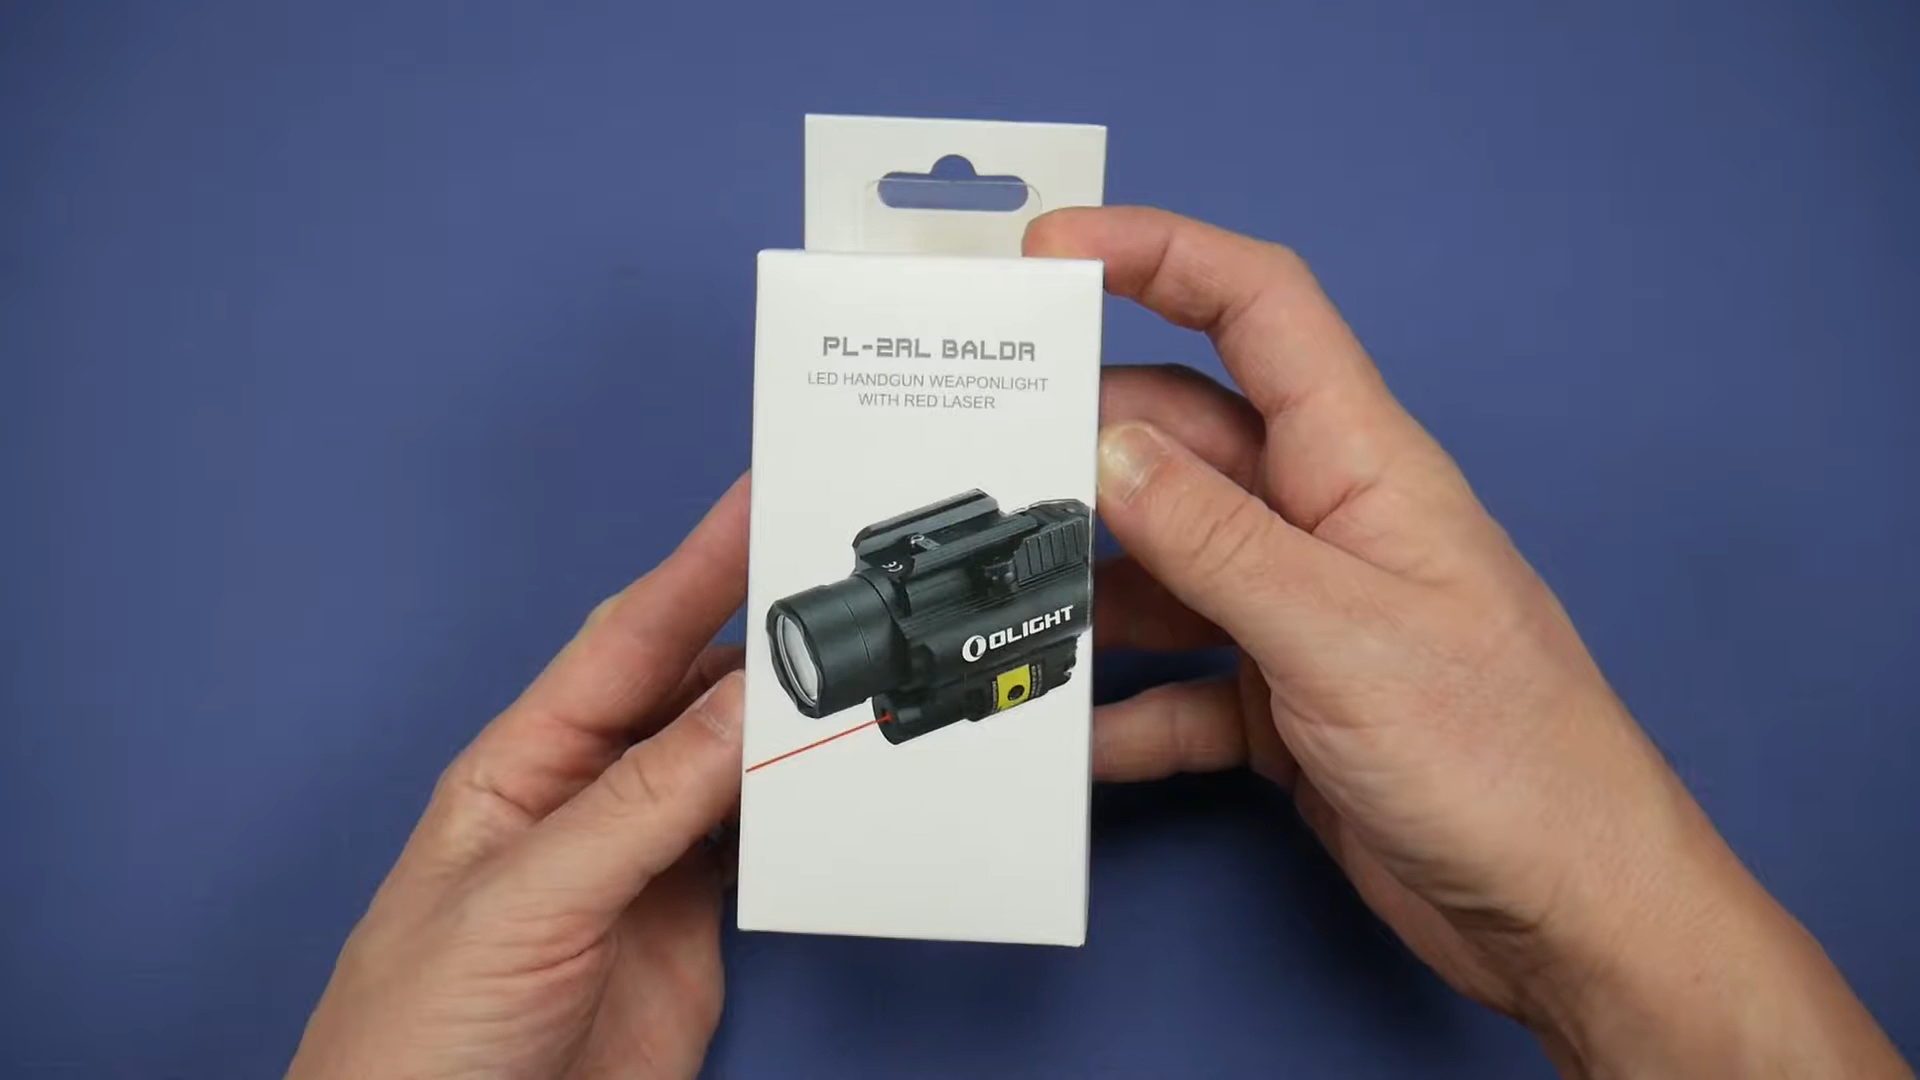 PL-2RL BALDR
LED HANDGUN WEAPONLIGHT
WITH RED LASER
OLIGHT